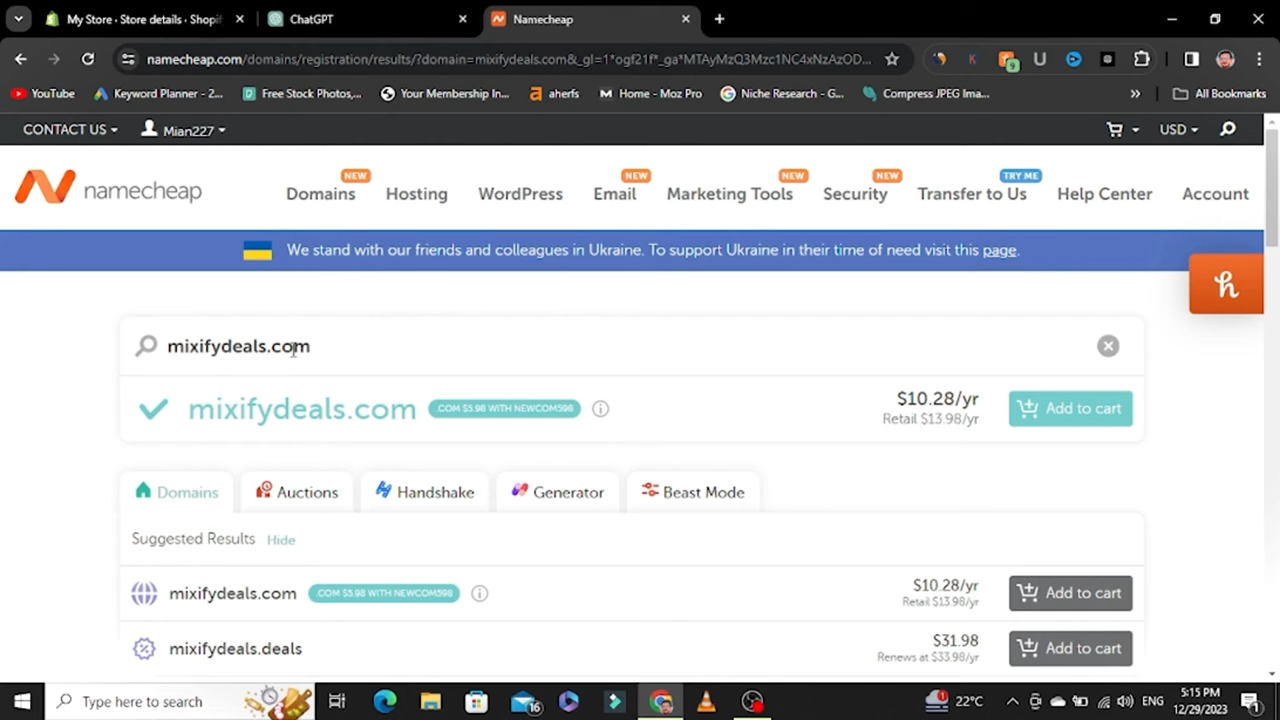 My Store · Store details · Shopif
ChatGPT
Namecheap
namecheap.com/domains/registration/results/?domain=mixifydeals.com&_gl=1*ogf21f*_ga*MTAyMzQ3Mzc1NC4xNzAzOD...
YouTube
Keyword Planner - 2...
Free Stock Photos,...
Your Membership In...
aherfs
Home - Moz Pro
Niche Research - G...
Compress JPEG Ima...
All Bookmarks
CONTACT US
Mian227
USD
namecheap
NEW
Domains
Hosting
WordPress
NEW
Email
NEW
Marketing Tools
NEW
Security
TRY ME
Transfer to Us
Help Center
Account
We stand with our friends and colleagues in Ukraine. To support Ukraine in their time of need visit this page.
mixifydeals.com
mixifydeals.com
.COM $5.98 WITH NEWCOM598
$10.28/yr
Retail $13.98/yr
Add to cart
Domains
Auctions
Handshake
Generator
Beast Mode
Suggested Results
Hide
mixifydeals.com
.COM $5.98 WITH NEWCOM598
$10.28/yr
Retail $13.98/yr
Add to cart
mixifydeals.deals
$31.98
Renews at $33.98/yr
Add to cart
Type here to search
16
22°C
ENG
5:15 PM
12/29/2023